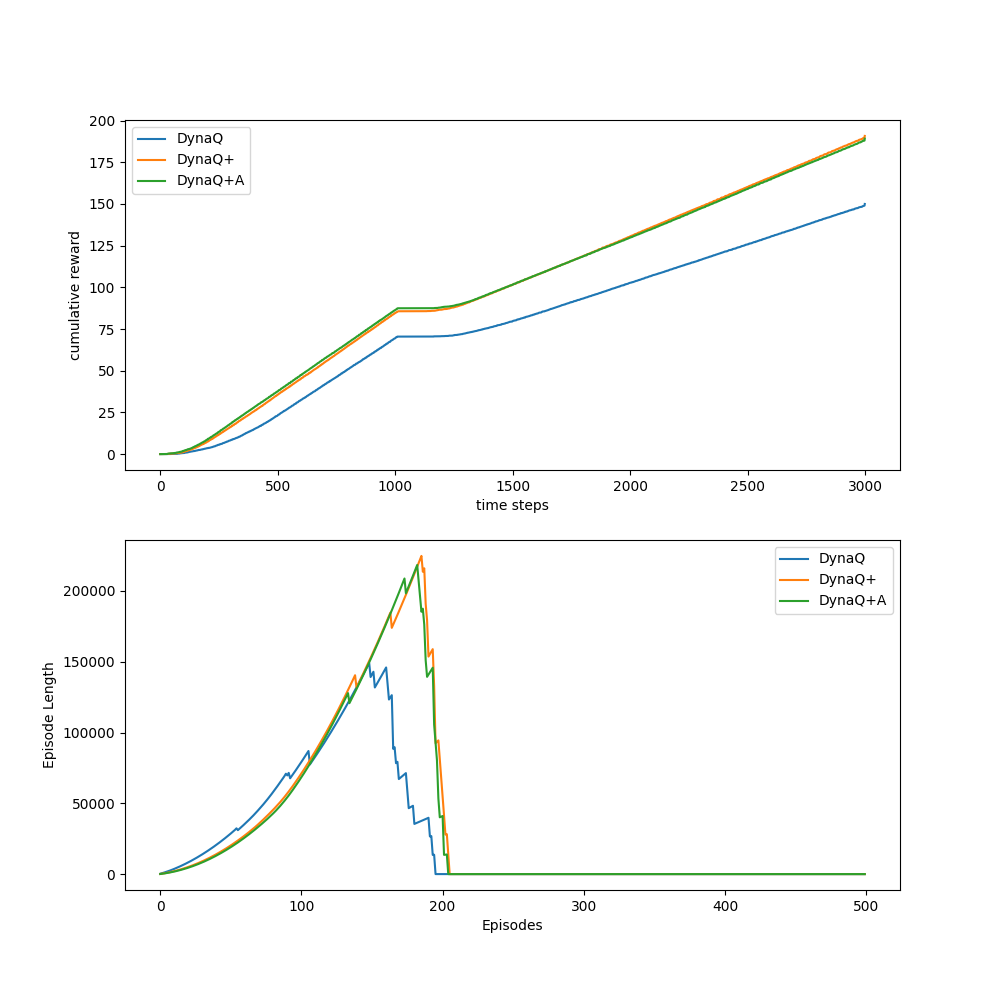 200
175
150
125
100
75
50
25
0
cumulative reward
DynaQ
DynaQ+
DynaQ+A
0 500 1000 1500 2000 2500 3000
time steps
200000
150000
100000
50000
0
Episode Length
DynaQ
DynaQ+
DynaQ+A
0 100 200 300 400 500
Episodes